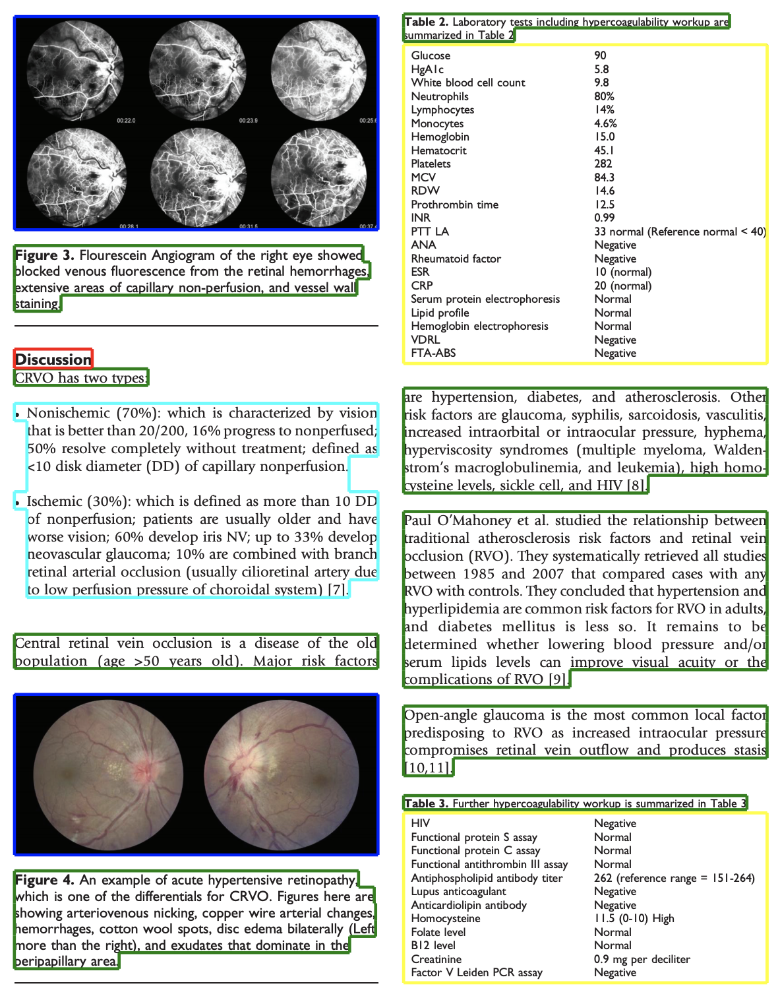 00:22.0
00:23.9
00:25.6
00:28.1
00:31.5
00:37.4
Figure 3. Flourescein Angiogram of the right eye showed
blocked venous fluorescence from the retinal hemorrhages,
extensive areas of capillary non-perfusion, and vessel wall
staining.
Discussion
CRVO has two types:
• Nonischemic (70%): which is characterized by vision
that is better than 20/200, 16% progress to nonperfused;
50% resolve completely without treatment; defined as
<10 disk diameter (DD) of capillary nonperfusion.
• Ischemic (30%): which is defined as more than 10 DD
of nonperfusion; patients are usually older and have
worse vision; 60% develop iris NV; up to 33% develop
neovascular glaucoma; 10% are combined with branch
retinal arterial occlusion (usually cilioretinal artery due
to low perfusion pressure of choroidal system) [7].
Central retinal vein occlusion is a disease of the old
population (age >50 years old). Major risk factors
Figure 4. An example of acute hypertensive retinopathy,
which is one of the differentials for CRVO. Figures here are
showing arteriovenous nicking, copper wire arterial changes,
hemorrhages, cotton wool spots, disc edema bilaterally (Left
more than the right), and exudates that dominate in the
peripapillary area.
Table 2. Laboratory tests including hypercoagulability workup are
summarized in Table 2
Glucose 90
HgA1c 5.8
White blood cell count 9.8
Neutrophils 80%
Lymphocytes 14%
Monocytes 4.6%
Hemoglobin 15.0
Hematocrit 45.1
Platelets 282
MCV 84.3
RDW 14.6
Prothrombin time 12.5
INR 0.99
PTT LA 33 normal (Reference normal < 40)
ANA Negative
Rheumatoid factor Negative
ESR 10 (normal)
CRP 20 (normal)
Serum protein electrophoresis Normal
Lipid profile Normal
Hemoglobin electrophoresis Normal
VDRL Negative
FTA-ABS Negative
are hypertension, diabetes, and atherosclerosis. Other
risk factors are glaucoma, syphilis, sarcoidosis, vasculitis,
increased intraorbital or intraocular pressure, hyphema,
hyperviscosity syndromes (multiple myeloma, Walden-
strom's macroglobulinemia, and leukemia), high homo-
cysteine levels, sickle cell, and HIV [8].
Paul O'Mahoney et al. studied the relationship between
traditional atherosclerosis risk factors and retinal vein
occlusion (RVO). They systematically retrieved all studies
between 1985 and 2007 that compared cases with any
RVO with controls. They concluded that hypertension and
hyperlipidemia are common risk factors for RVO in adults,
and diabetes mellitus is less so. It remains to be
determined whether lowering blood pressure and/or
serum lipids levels can improve visual acuity or the
complications of RVO [9].
Open-angle glaucoma is the most common local factor
predisposing to RVO as increased intraocular pressure
compromises retinal vein outflow and produces stasis
[10,11].
Table 3. Further hypercoagulability workup is summarized in Table 3
HIV Negative
Functional protein S assay Normal
Functional protein C assay Normal
Functional antithrombin III assay Normal
Antiphospholipid antibody titer 262 (reference range = 151-264)
Lupus anticoagulant Negative
Anticardiolipin antibody Negative
Homocysteine 11.5 (0-10) High
Folate level Normal
B12 level Normal
Creatinine 0.9 mg per deciliter
Factor V Leiden PCR assay Negative